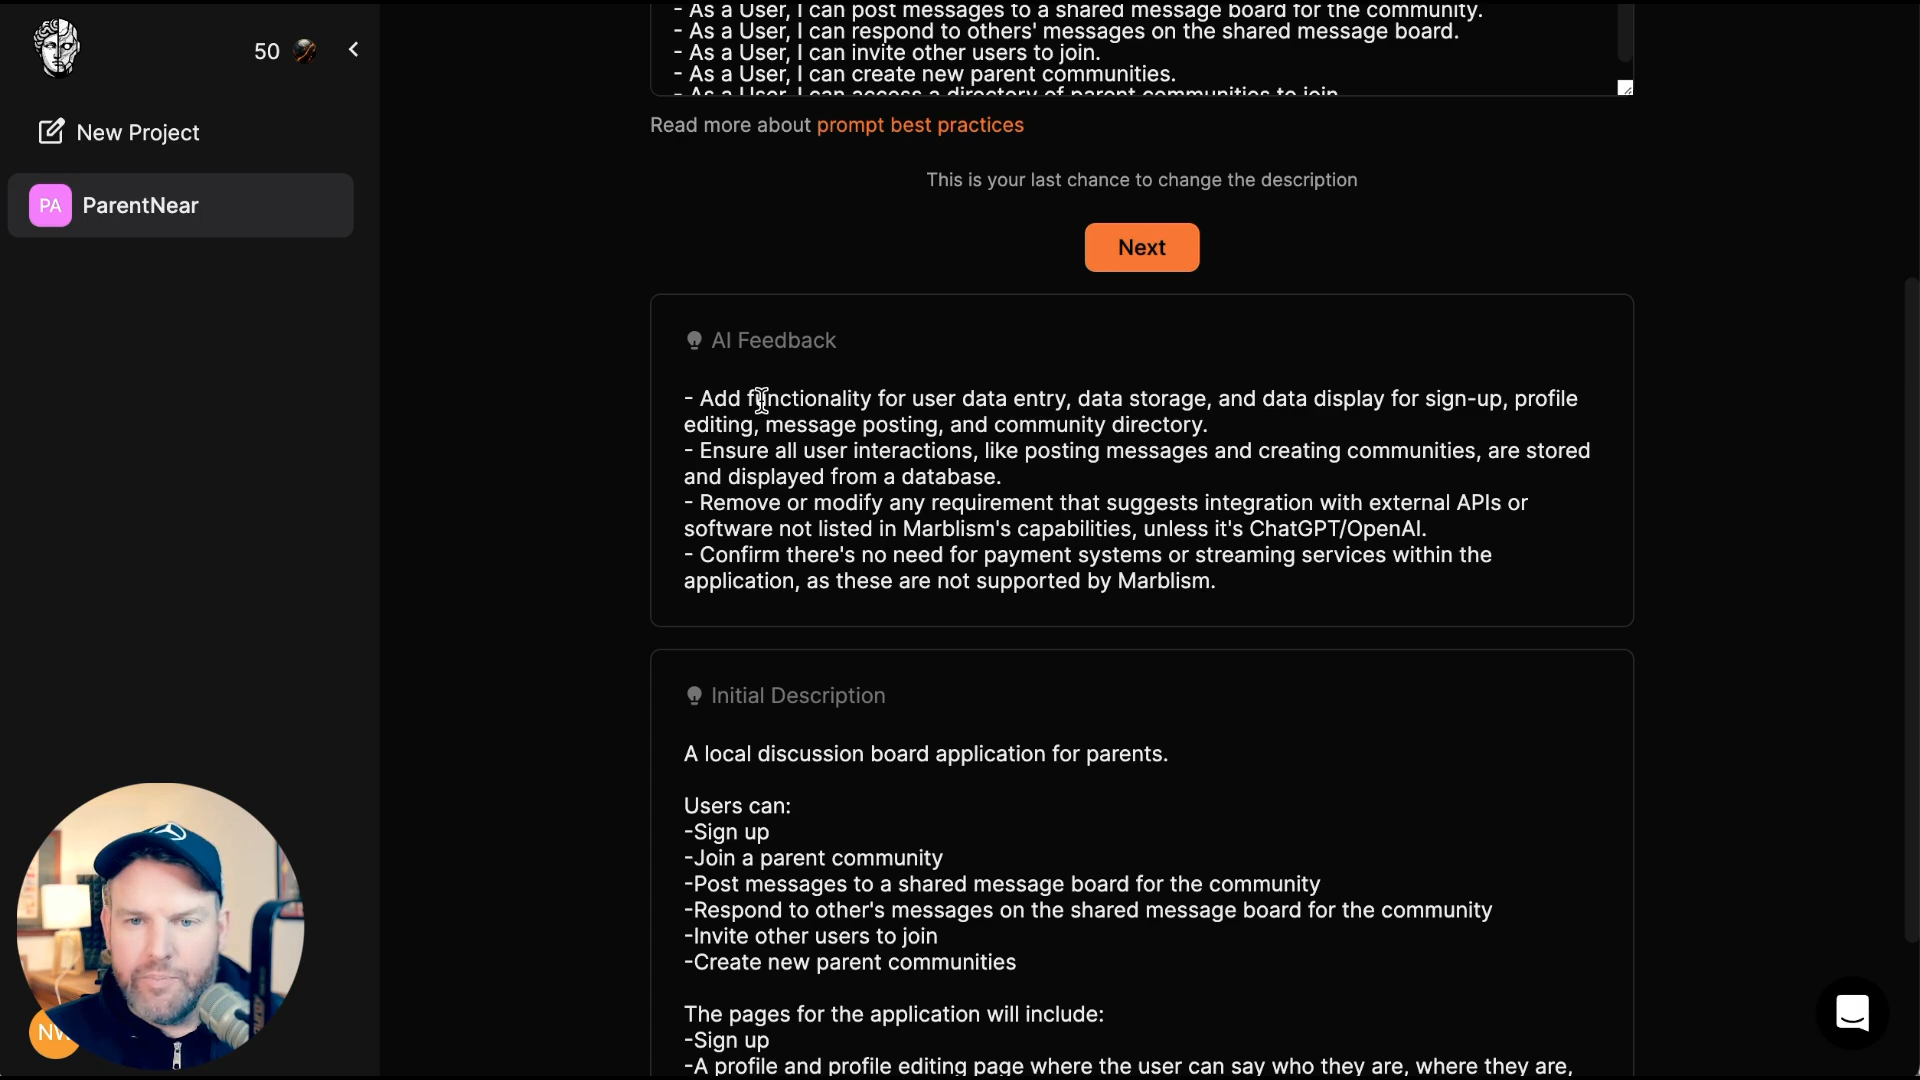 50
New Project
PA ParentNear
- As a User, I can post messages to a shared message board for the community.
- As a User, I can respond to others' messages on the shared message board.
- As a User, I can invite other users to join.
- As a User, I can create new parent communities.
- As a User, I can access a directory of parent communities to join.
Read more about prompt best practices
This is your last chance to change the description
Next
AI Feedback
- Add functionality for user data entry, data storage, and data display for sign-up, profile
editing, message posting, and community directory.
- Ensure all user interactions, like posting messages and creating communities, are stored
and displayed from a database.
- Remove or modify any requirement that suggests integration with external APIs or
software not listed in Marblism's capabilities, unless it's ChatGPT/OpenAI.
- Confirm there's no need for payment systems or streaming services within the
application, as these are not supported by Marblism.
Initial Description
A local discussion board application for parents.
Users can:
-Sign up
-Join a parent community
-Post messages to a shared message board for the community
-Respond to other's messages on the shared message board for the community
-Invite other users to join
-Create new parent communities
The pages for the application will include:
-Sign up
-A profile and profile editing page where the user can say who they are, where they are,